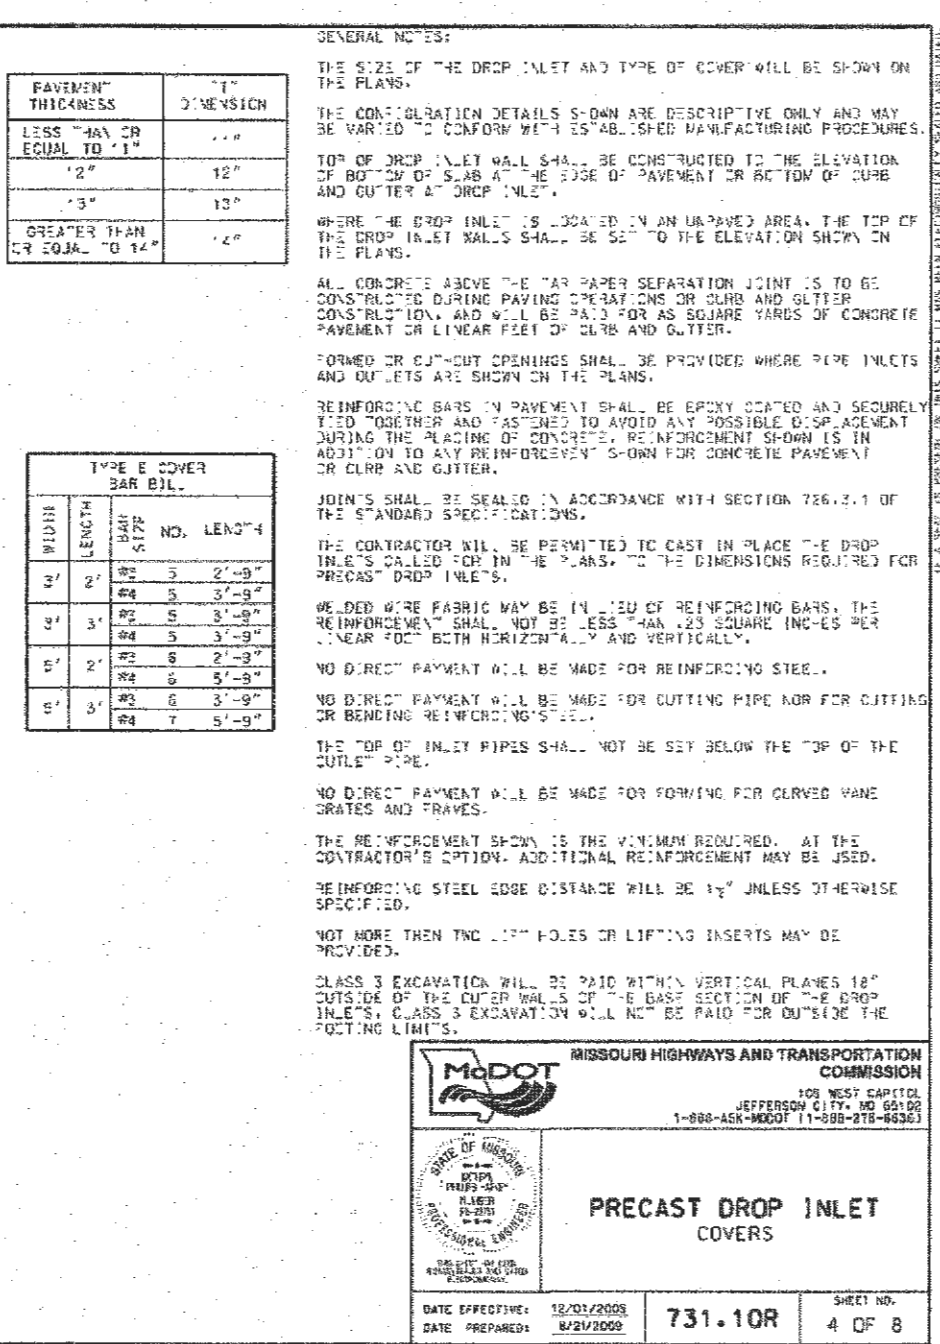 GENERAL NOTES:
THE SIZE OF THE DROP INLET AND TYPE OF COVER WILL BE SHOWN ON
THE PLANS.
THE CONFIGURATION DETAILS SHOWN ARE DESCRIPTIVE ONLY AND MAY
BE VARIED TO CONFORM WITH ESTABLISHED MANUFACTURING PROCEDURES.
TOP OF DROP INLET WALL SHALL BE CONSTRUCTED TO THE ELEVATION
OF BOTTOM OF SLAB AT THE EDGE OF PAVEMENT OR BOTTOM OF CURB
AND GUTTER AT DROP INLET.
WHERE THE DROP INLET IS LOCATED IN AN UNPAVED AREA, THE TOP OF
THE DROP INLET WALLS SHALL BE SET TO THE ELEVATION SHOWN ON
THE PLANS.
ALL CONCRETE ABOVE THE TAR PAPER SEPARATION JOINT IS TO BE
CONSTRUCTED DURING PAVING OPERATIONS OR CURB AND GUTTER
CONSTRUCTION, AND WILL BE PAID FOR AS SQUARE YARDS OF CONCRETE
PAVEMENT OR LINEAR FEET OF CURB AND GUTTER.
FORMED OR CUT-OUT OPENINGS SHALL BE PROVIDED WHERE PIPE INLETS
AND OUTLETS ARE SHOWN ON THE PLANS.
REINFORCING BARS IN PAVEMENT SHALL BE EPOXY COATED AND SECURELY
TIED TOGETHER AND FASTENED TO AVOID ANY POSSIBLE DISPLACEMENT
DURING THE PLACING OF CONCRETE. REINFORCEMENT SHOWN IS IN
ADDITION TO ANY REINFORCEMENT SHOWN FOR CONCRETE PAVEMENT
OR CURB AND GUTTER.
JOINTS SHALL BE SEALED IN ACCORDANCE WITH SECTION 726.3.1 OF
THE STANDARD SPECIFICATIONS.
THE CONTRACTOR WILL BE PERMITTED TO CAST IN PLACE THE DROP
INLETS CALLED FOR IN THE PLANS, TO THE DIMENSIONS REQUIRED FOR
PRECAST DROP INLETS.
WELDED WIRE FABRIC MAY BE IN LIEU OF REINFORCING BARS. THE
REINFORCEMENT SHALL NOT BE LESS THAN .23 SQUARE INCHES PER
LINEAR FOOT BOTH HORIZONTALLY AND VERTICALLY.
NO DIRECT PAYMENT WILL BE MADE FOR REINFORCING STEEL.
NO DIRECT PAYMENT WILL BE MADE FOR CUTTING PIPE NOR FOR CUTTING
OR BENDING REINFORCING STEEL.
THE TOP OF INLET PIPES SHALL NOT BE SET BELOW THE TOP OF THE
OUTLET PIPE.
NO DIRECT PAYMENT WILL BE MADE FOR FORMING FOR CURVED VANE
GRATES AND FRAMES.
THE REINFORCEMENT SHOWN IS THE MINIMUM REQUIRED. AT THE
CONTRACTOR'S OPTION, ADDITIONAL REINFORCEMENT MAY BE USED.
REINFORCING STEEL EDGE DISTANCE WILL BE 1½" UNLESS OTHERWISE
SPECIFIED.
NOT MORE THEN TWO LIFT HOLES OR LIFTING INSERTS MAY BE
PROVIDED.
CLASS 3 EXCAVATION WILL BE PAID WITHIN VERTICAL PLANES 18"
OUTSIDE OF THE OUTER WALLS OF THE BASE SECTION OF THE DROP
INLETS. CLASS 3 EXCAVATION WILL NOT BE PAID FOR OUTSIDE THE
FOOTING LIMITS.
PAVEMENT THICKNESS "T" DIMENSION
LESS THAN OR EQUAL TO 11" 11"
12" 12"
13" 13"
GREATER THAN OR EQUAL TO 14" 14"
TYPE E COVER
BAR BILL
WIDTH LENGTH BAR SIZE NO. LENGTH
3' 2' #3 5 2'-9"
#4 5 3'-9"
3' 3' #3 5 3'-9"
#4 5 3'-9"
5' 2' #3 6 2'-9"
#4 6 5'-9"
5' 3' #3 6 3'-9"
#4 7 5'-9"
MoDOT
MISSOURI HIGHWAYS AND TRANSPORTATION
COMMISSION
105 WEST CAPITOL
JEFFERSON CITY, MO 65102
1-888-ASK-MODOT (1-888-275-6636)
STATE OF MISSOURI
NUMBER
PROFESSIONAL ENGINEER
PRECAST DROP INLET
COVERS
DATE EFFECTIVE: 12/01/2009
DATE PREPARED: 8/21/2009
731.10R
SHEET NO.
4 OF 8